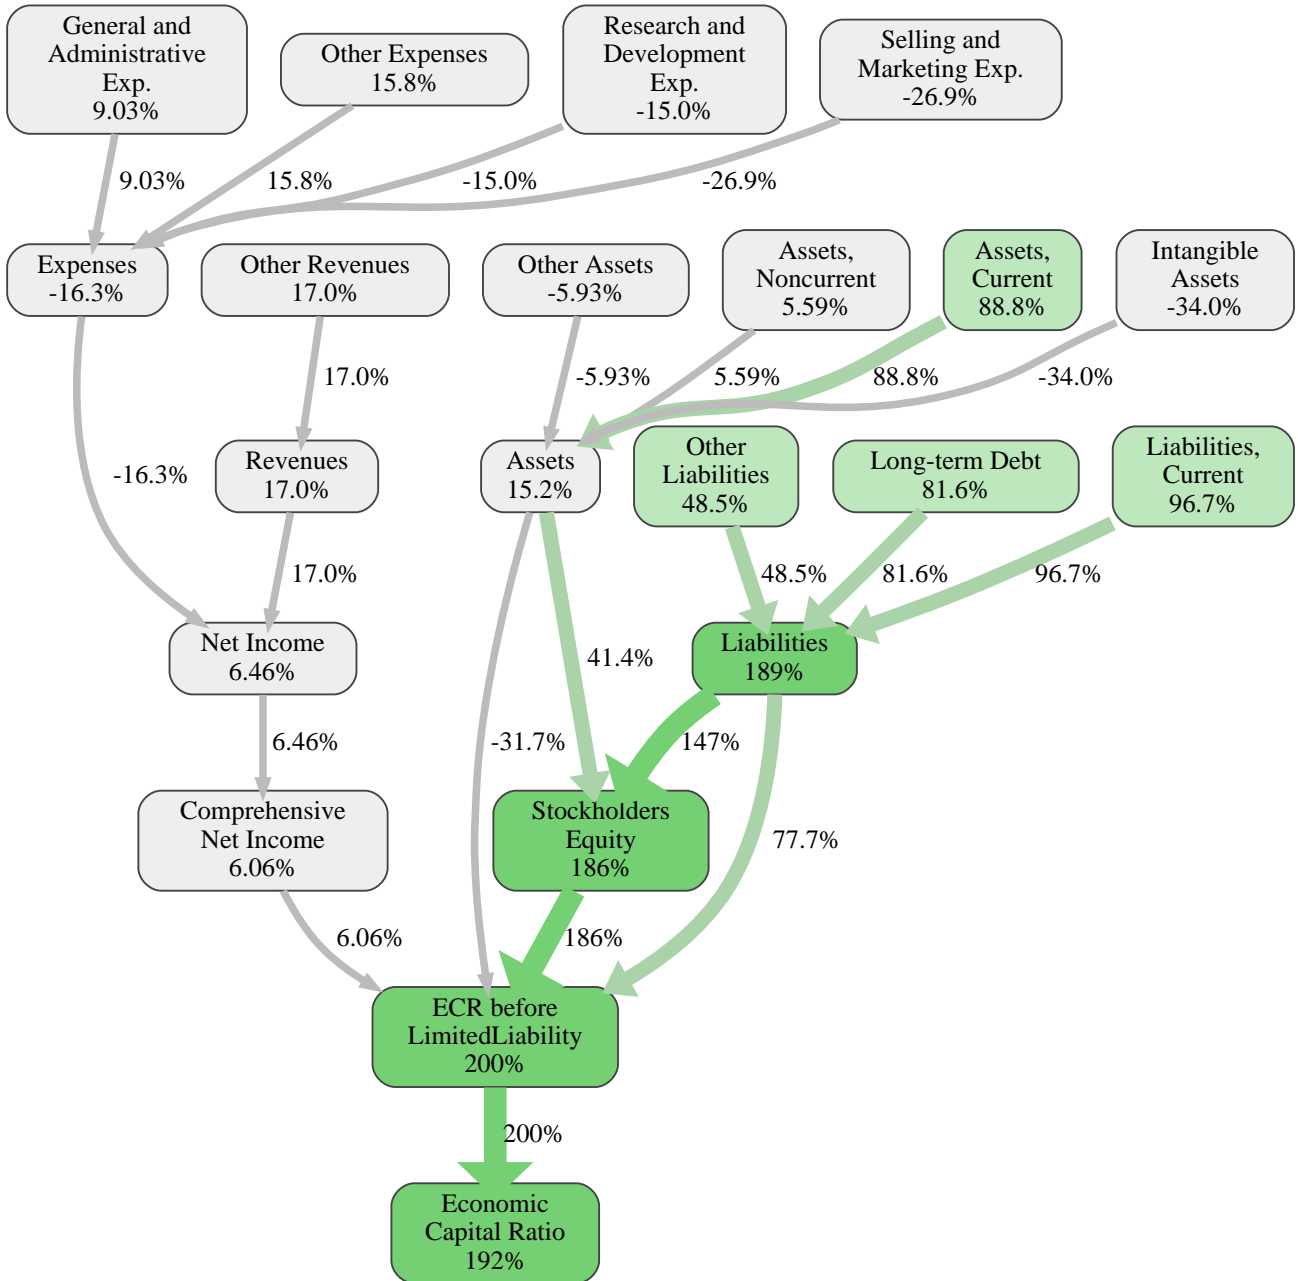 General and
Administrative
Exp.
9.03%
Other Expenses
15.8%
Research and
Development
Exp.
-15.0%
Selling and
Marketing Exp.
-26.9%
9.03%
15.8%
-15.0%
-26.9%
Expenses
-16.3%
Other Revenues
17.0%
Other Assets
-5.93%
Assets,
Noncurrent
5.59%
Assets,
Current
88.8%
Intangible
Assets
-34.0%
17.0%
-5.93%
5.59%
88.8%
-34.0%
-16.3%
Revenues
17.0%
Assets
15.2%
Other
Liabilities
48.5%
Long-term Debt
81.6%
Liabilities,
Current
96.7%
17.0%
48.5%
81.6%
96.7%
Net Income
6.46%
41.4%
Liabilities
189%
6.46%
-31.7%
147%
Comprehensive
Net Income
6.06%
Stockholders
Equity
186%
77.7%
6.06%
186%
ECR before
LimitedLiability
200%
200%
Economic
Capital Ratio
192%